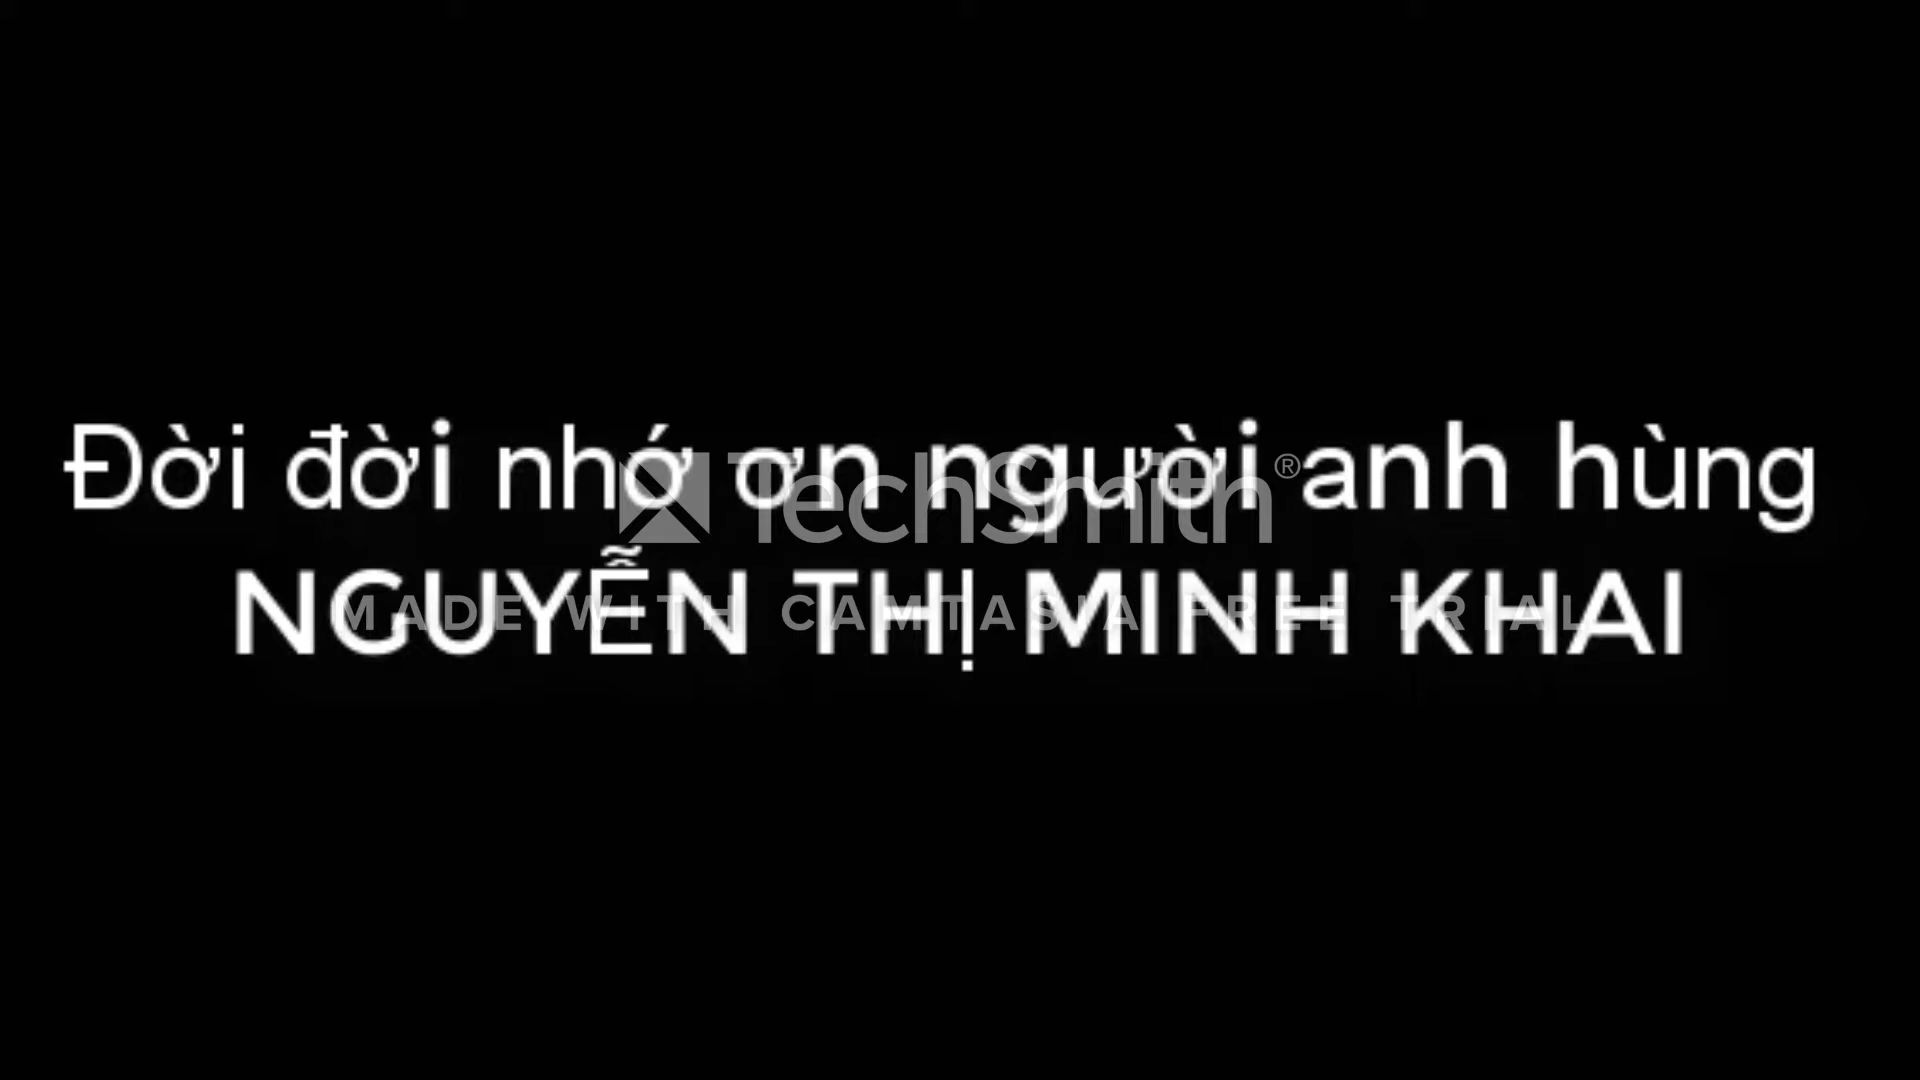 Đời đời nhớ ơn người anh hùng
TechSmith®
NGUYỄN THỊ MINH KHAI
MADE WITH CAMTASIA FREE TRIAL